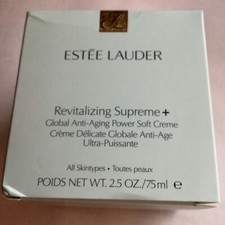 ESTĒE LAUDER
Revitalizing Supreme+
Global Anti-Aging Power Soft Creme
Crème Délicate Globale Anti-Age
Ultra-Puissante
All Skintypes • Toutes peaux
POIDS NET WT. 2.5 OZ./75ml ℮